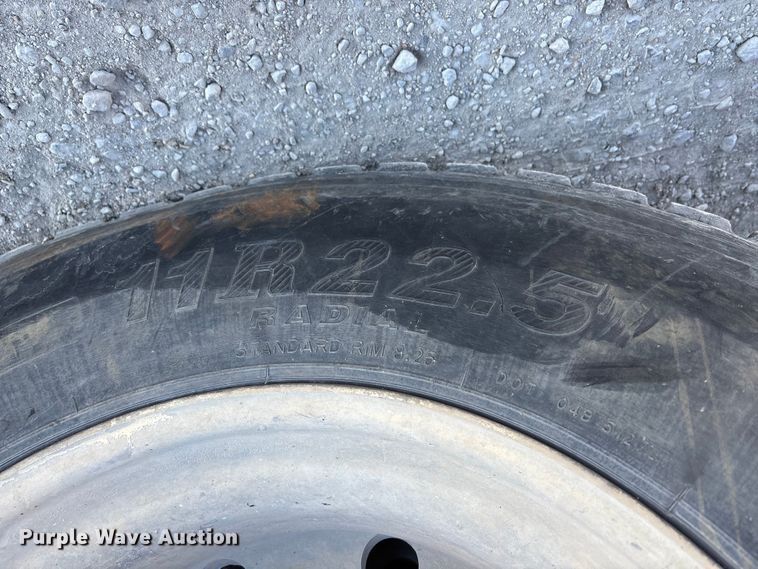 11R22.5
RADIAL
STANDARD RIM 8.25
DOT
Purple Wave Auction